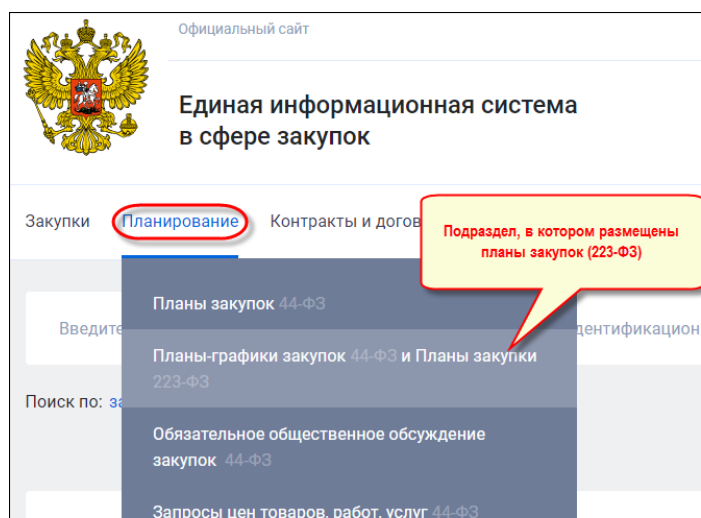 Официальный сайт
Единая информационная система
в сфере закупок
Закупки Планирование Контракты и догов
Подраздел, в котором размещены
планы закупок (223-ФЗ)
Планы закупок 44-ФЗ
Введите дентификацион
Планы-графики закупок 44-ФЗ и Планы закупки
223-ФЗ
Поиск по: за
Обязательное общественное обсуждение
закупок 44-ФЗ
Запросы цен товаров, работ, услуг 44-ФЗ